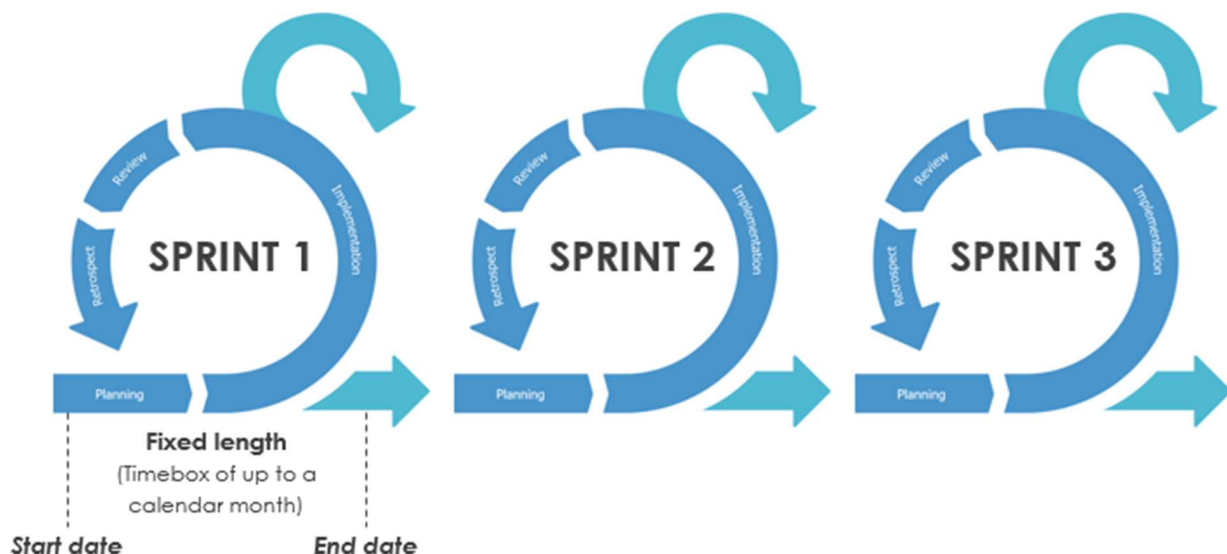 Review
Implementation
Retrospect
SPRINT 1
Planning
Review
Implementation
Retrospect
SPRINT 2
Planning
Review
Implementation
Retrospect
SPRINT 3
Planning
Fixed length
(Timebox of up to a
calendar month)
Start date
End date